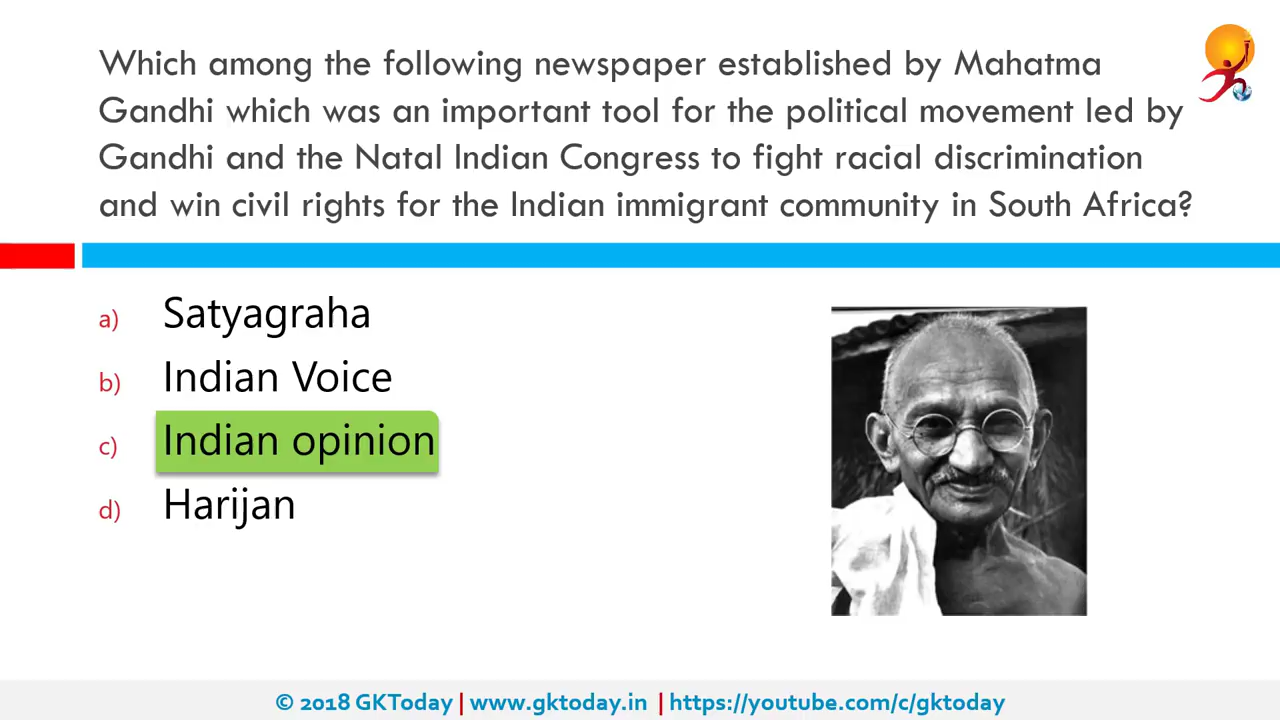 Which among the following newspaper established by Mahatma
Gandhi which was an important tool for the political movement led by
Gandhi and the Natal Indian Congress to fight racial discrimination
and win civil rights for the Indian immigrant community in South Africa?
a) Satyagraha
b) Indian Voice
c) Indian opinion
d) Harijan
© 2018 GKToday | www.gktoday.in | https://youtube.com/c/gktoday